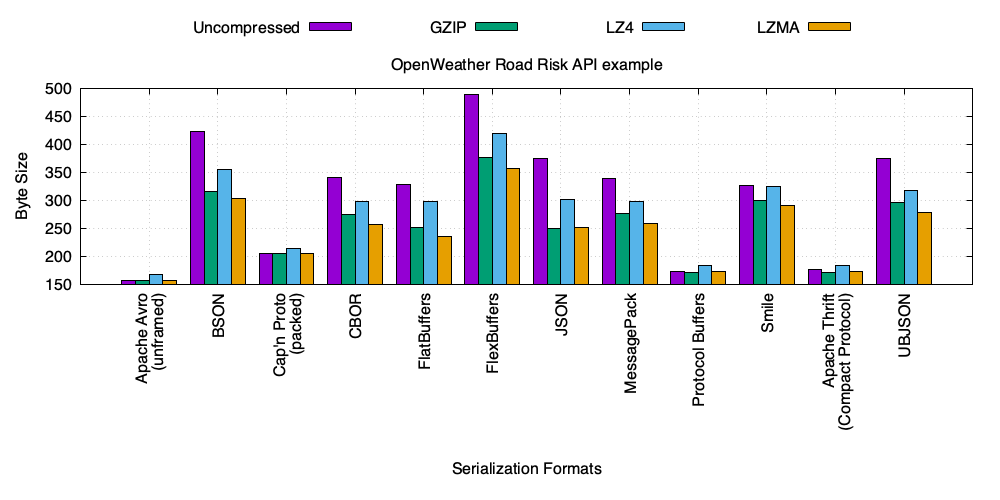 Uncompressed GZIP LZ4 LZMA
OpenWeather Road Risk API example
500
450
400
350
300
250
200
150
Byte Size
Apache Avro
(unframed)
BSON
Cap'n Proto
(packed)
CBOR
FlatBuffers
FlexBuffers
JSON
MessagePack
Protocol Buffers
Smile
Apache Thrift
(Compact Protocol)
UBJSON
Serialization Formats